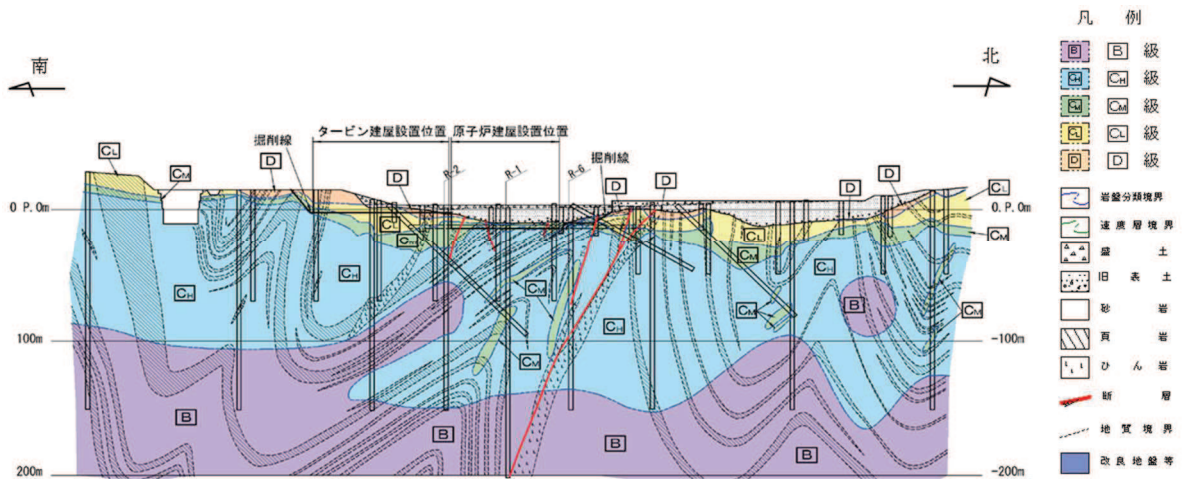 南
北
タービン建屋設置位置
原子炉建屋設置位置
掘削線
掘削線
R-2
R-1
R-6
CL
CM
D
D
D
D
D
D
CL
CM
0 P.0m
0.P.0m
CL
CM
CL
CM
CH
CH
CH
CH
CM
CM
CM
CM
B
100m
-100m
B
B
B
B
200m
-200m
凡 例
B B 級
CH CH 級
CM CM 級
CL CL 級
D D 級
岩盤分類境界
速度層境界
盛 土
旧 表 土
砂 岩
頁 岩
ひ ん 岩
断 層
地 質 境 界
改 良 地 盤 等